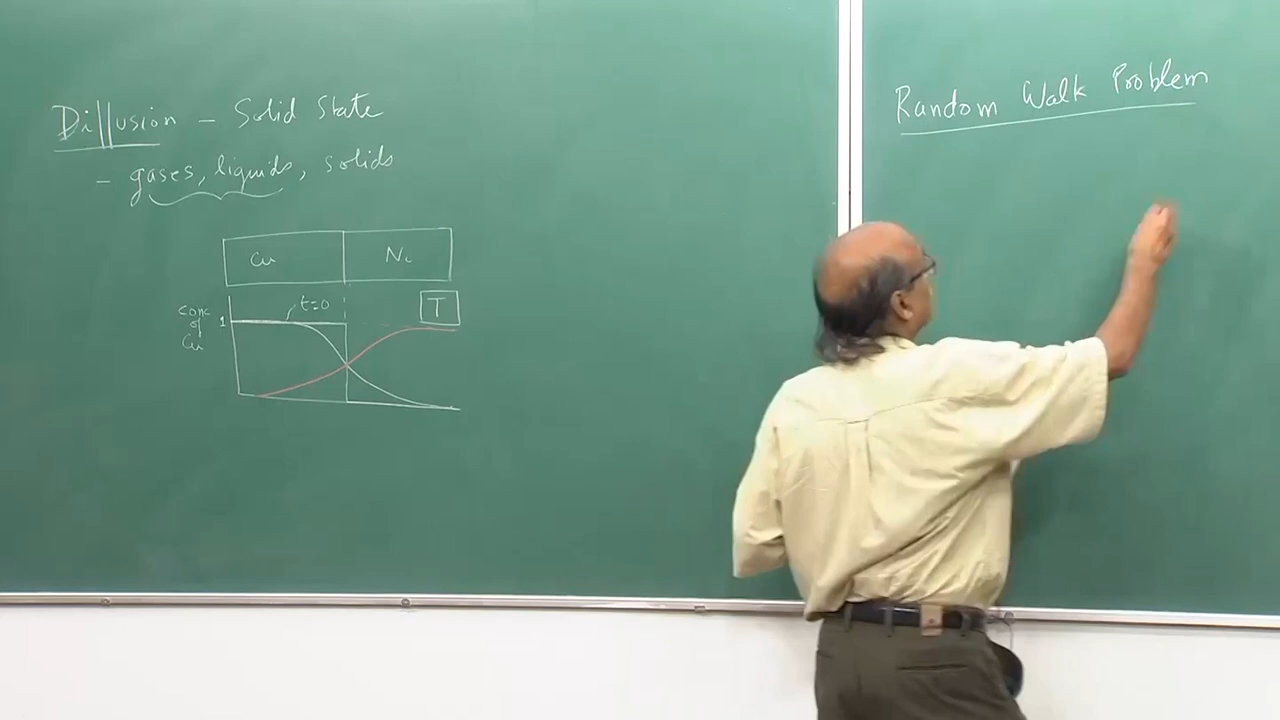 Diffusion - Solid State
- gases, liquids, solids
Cu
Ni
conc
of
Cu
1
t=0
T
Random Walk Problem